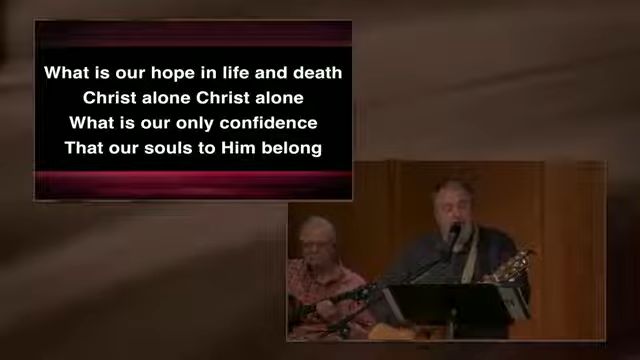 What is our hope in life and death
Christ alone Christ alone
What is our only confidence
That our souls to Him belong